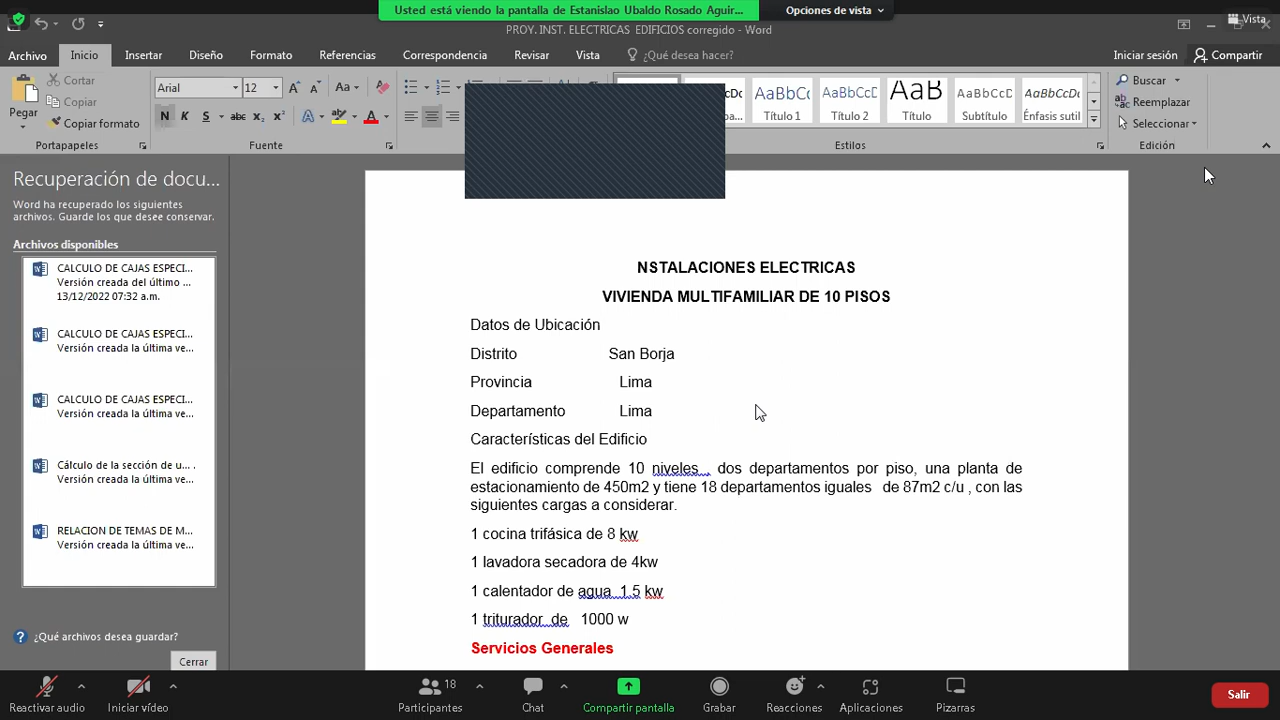 Usted está viendo la pantalla de Estanislao Ubaldo Rosado Aguir...
Opciones de vista
PROY. INST. ELECTRICAS EDIFICIOS corregido - Word
Vista
Archivo
Inicio
Insertar
Diseño
Formato
Referencias
Correspondencia
Revisar
Vista
¿Qué desea hacer?
Iniciar sesión
Compartir
Pegar
Cortar
Copiar
Copiar formato
Portapapeles
Arial
12
Aa
N K S abc x₂ x²
Fuente
AaBbCcDc
AaBbCc
Título 1
AaBbCcC
Título 2
AaB
Título
AaBbCcD
Subtítulo
AaBbCcDc
Énfasis sutil
Estilos
Buscar
Reemplazar
Seleccionar
Edición
Recuperación de docu...
Word ha recuperado los siguientes
archivos. Guarde los que desee conservar.
Archivos disponibles
CALCULO DE CAJAS ESPECI...
Versión creada del último ...
13/12/2022 07:32 a.m.
CALCULO DE CAJAS ESPECI...
Versión creada la última ve...
CALCULO DE CAJAS ESPECI...
Versión creada la última ve...
Cálculo de la sección de u... .
Versión creada la última ve...
RELACION DE TEMAS DE M...
Versión creada la última ve...
¿Qué archivos desea guardar?
Cerrar
NSTALACIONES ELECTRICAS
VIVIENDA MULTIFAMILIAR DE 10 PISOS
Datos de Ubicación
Distrito San Borja
Provincia Lima
Departamento Lima
Características del Edificio
El edificio comprende 10 niveles , dos departamentos por piso, una planta de
estacionamiento de 450m2 y tiene 18 departamentos iguales de 87m2 c/u , con las
siguientes cargas a considerar.
1 cocina trifásica de 8 kw
1 lavadora secadora de 4kw
1 calentador de agua 1.5 kw
1 triturador de 1000 w
Servicios Generales
Reactivar audio
Iniciar vídeo
18
Participantes
Chat
Compartir pantalla
Grabar
Reacciones
Aplicaciones
Pizarras
Salir